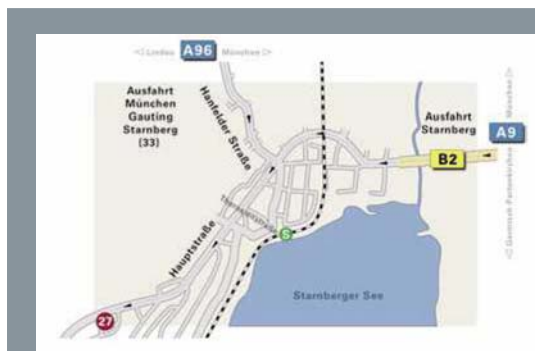 ◁ Lindau A96 München ▷
Ausfahrt
München
Gauting
Starnberg
(33)
Hanfelder Straße
Ausfahrt
Starnberg
A9
B2
◁ Garmisch-Partenkirchen München ▷
Hauptstraße
S
Starnberger See
27